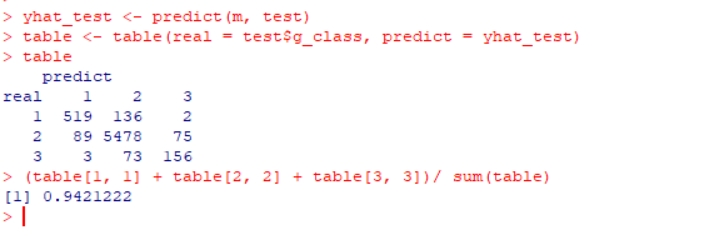 > yhat_test <- predict(m, test)
> table <- table(real = test$g_class, predict = yhat_test)
> table
    predict
real    1    2    3
   1  519  136    2
   2   89 5478   75
   3    3   73  156
> (table[1, 1] + table[2, 2] + table[3, 3])/ sum(table)
[1] 0.9421222
>